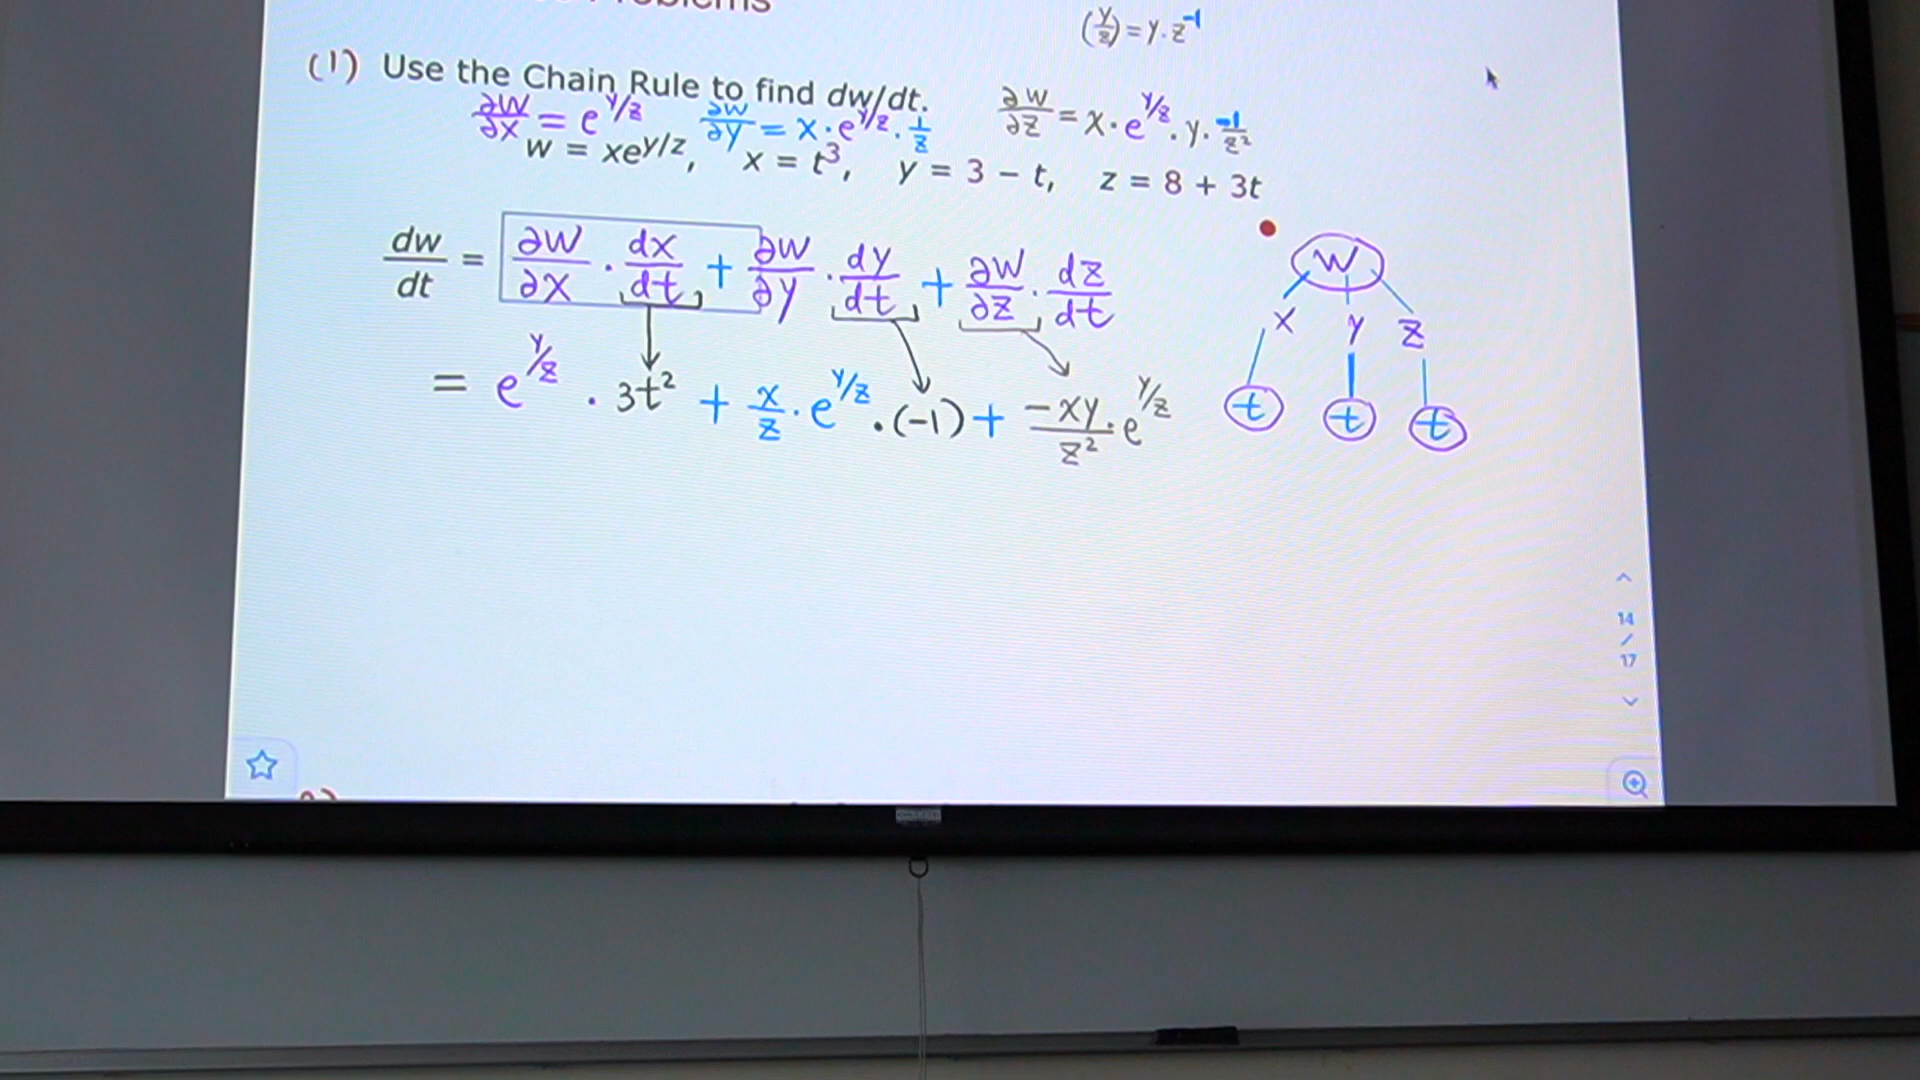 (y/z) = y · z⁻¹
(1) Use the Chain Rule to find dw/dt.
∂w/∂x = e^(y/z) ∂w/∂y = x · e^(y/z) · 1/z ∂w/∂z = x · e^(y/z) · y · -1/z²
w = xe^(y/z), x = t³, y = 3 − t, z = 8 + 3t
dw/dt = ∂w/∂x · dx/dt + ∂w/∂y · dy/dt + ∂w/∂z · dz/dt
= e^(y/z) · 3t² + x/z · e^(y/z) · (-1) + -xy/z² · e^(y/z)
w
x y z
t t t
14
/
17